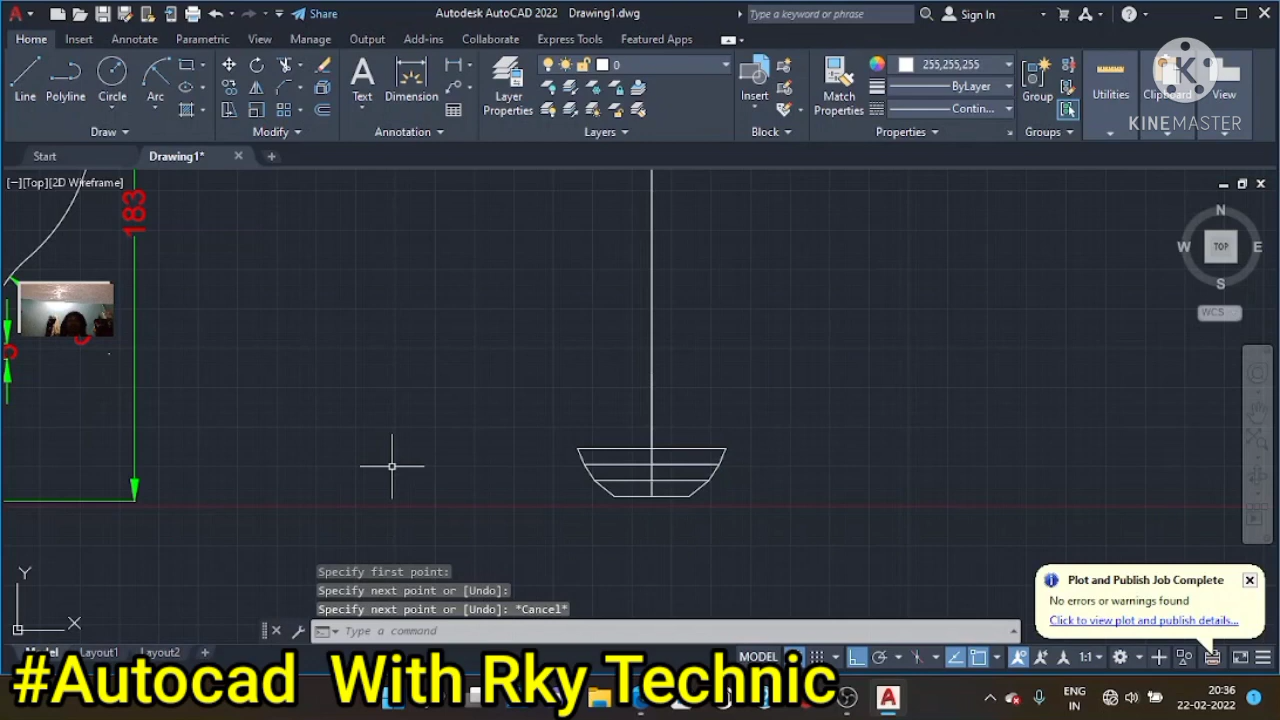 A
Share
Autodesk AutoCAD 2022 Drawing1.dwg
Type a keyword or phrase
Sign In
Home Insert Annotate Parametric View Manage Output Add-ins Collaborate Express Tools Featured Apps
Line Polyline Circle Arc
Text Dimension
Layer Properties
0
Insert
Match Properties
255,255,255
ByLayer
Contin...
Group
Utilities
Clipboard
View
K
KINEMASTER
Draw Modify Annotation Layers Block Properties Groups
Start Drawing1*
[−][Top][2D Wireframe]
183
N
W TOP E
S
WCS
Specify first point:
Specify next point or [Undo]:
Specify next point or [Undo]: *Cancel*
Type a command
Y
X
Plot and Publish Job Complete
No errors or warnings found
Click to view plot and publish details...
Model Layout1 Layout2 +
MODEL
1:1
#Autocad With Rky Technic
ENG
IN
20:36
22-02-2022
1